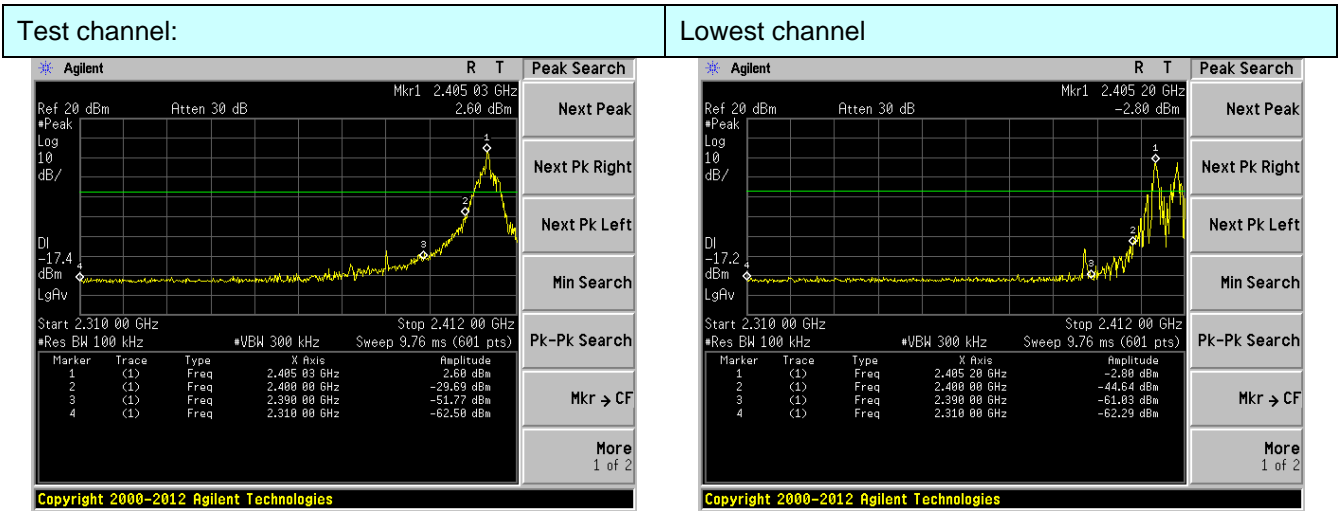 Test channel:
Lowest channel
Agilent R T Peak Search
Mkr1 2.405 03 GHz
Ref 20 dBm Atten 30 dB 2.60 dBm
#Peak
Log
10
dB/
DI
-17.4
dBm
LgAv
1
2
3
4
Start 2.310 00 GHz Stop 2.412 00 GHz
#Res BW 100 kHz #VBW 300 kHz Sweep 9.76 ms (601 pts)
Marker Trace Type X Axis Amplitude
1 (1) Freq 2.405 03 GHz 2.60 dBm
2 (1) Freq 2.400 00 GHz -29.69 dBm
3 (1) Freq 2.390 00 GHz -51.77 dBm
4 (1) Freq 2.310 00 GHz -62.50 dBm
Next Peak
Next Pk Right
Next Pk Left
Min Search
Pk-Pk Search
Mkr → CF
More
1 of 2
Copyright 2000-2012 Agilent Technologies
Agilent R T Peak Search
Mkr1 2.405 20 GHz
Ref 20 dBm Atten 30 dB -2.80 dBm
#Peak
Log
10
dB/
DI
-17.2
dBm
LgAv
1
2
3
4
Start 2.310 00 GHz Stop 2.412 00 GHz
#Res BW 100 kHz #VBW 300 kHz Sweep 9.76 ms (601 pts)
Marker Trace Type X Axis Amplitude
1 (1) Freq 2.405 20 GHz -2.80 dBm
2 (1) Freq 2.400 00 GHz -44.64 dBm
3 (1) Freq 2.390 00 GHz -61.03 dBm
4 (1) Freq 2.310 00 GHz -62.29 dBm
Next Peak
Next Pk Right
Next Pk Left
Min Search
Pk-Pk Search
Mkr → CF
More
1 of 2
Copyright 2000-2012 Agilent Technologies